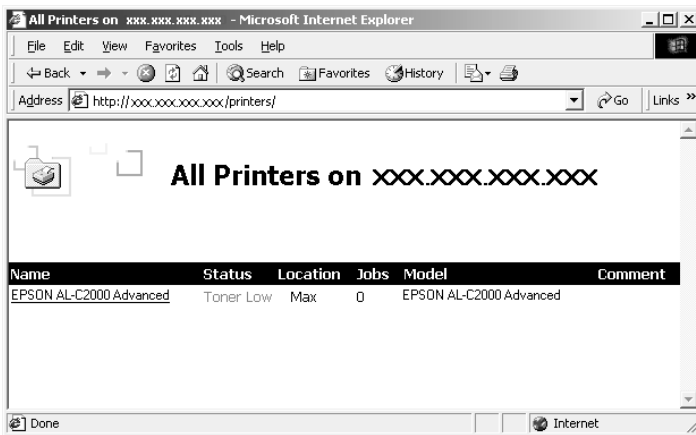 All Printers on xxx.xxx.xxx.xxx - Microsoft Internet Explorer
File Edit View Favorites Tools Help
Back Search Favorites History
Address http://xxx.xxx.xxx.xxx/printers/ Go Links »
All Printers on xxx.xxx.xxx.xxx
Name Status Location Jobs Model Comment
EPSON AL-C2000 Advanced Toner Low Max 0 EPSON AL-C2000 Advanced
Done Internet